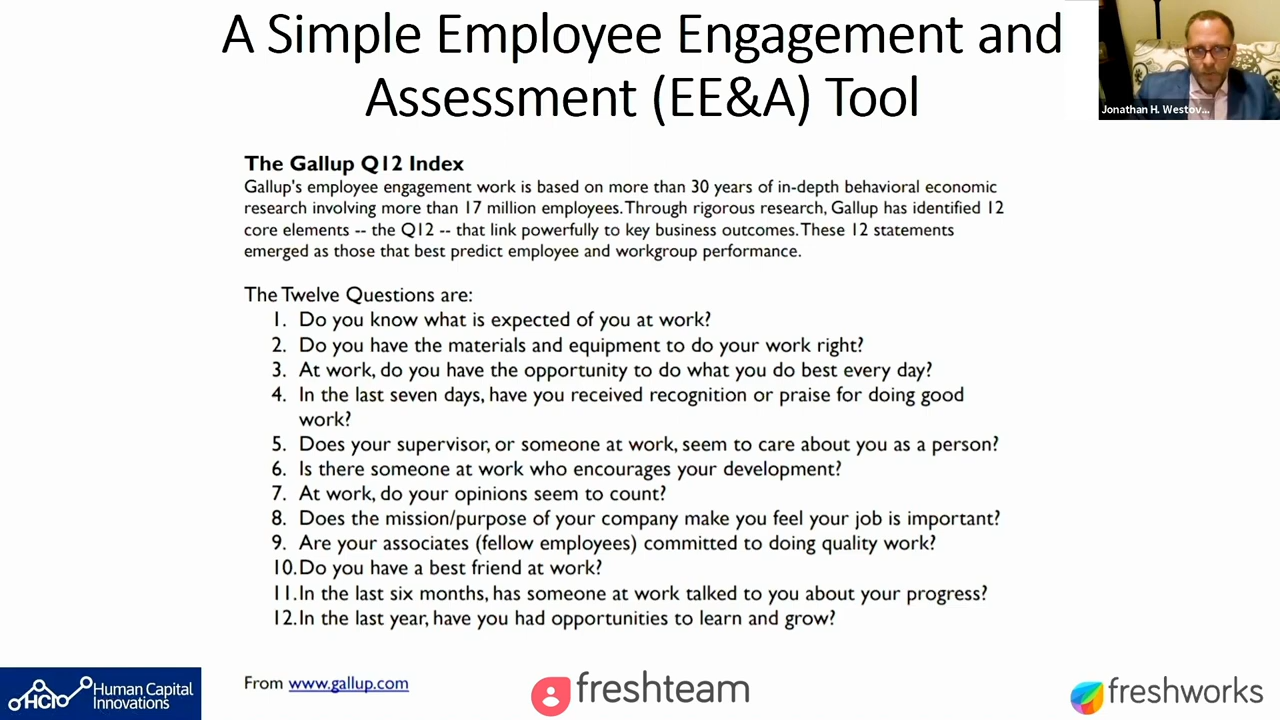 A Simple Employee Engagement and
Assessment (EE&A) Tool
Jonathan H. Westov...
The Gallup Q12 Index
Gallup's employee engagement work is based on more than 30 years of in-depth behavioral economic
research involving more than 17 million employees. Through rigorous research, Gallup has identified 12
core elements -- the Q12 -- that link powerfully to key business outcomes. These 12 statements
emerged as those that best predict employee and workgroup performance.
The Twelve Questions are:
1. Do you know what is expected of you at work?
2. Do you have the materials and equipment to do your work right?
3. At work, do you have the opportunity to do what you do best every day?
4. In the last seven days, have you received recognition or praise for doing good
work?
5. Does your supervisor, or someone at work, seem to care about you as a person?
6. Is there someone at work who encourages your development?
7. At work, do your opinions seem to count?
8. Does the mission/purpose of your company make you feel your job is important?
9. Are your associates (fellow employees) committed to doing quality work?
10. Do you have a best friend at work?
11. In the last six months, has someone at work talked to you about your progress?
12. In the last year, have you had opportunities to learn and grow?
HCI
Human Capital
Innovations
From www.gallup.com
freshteam
freshworks